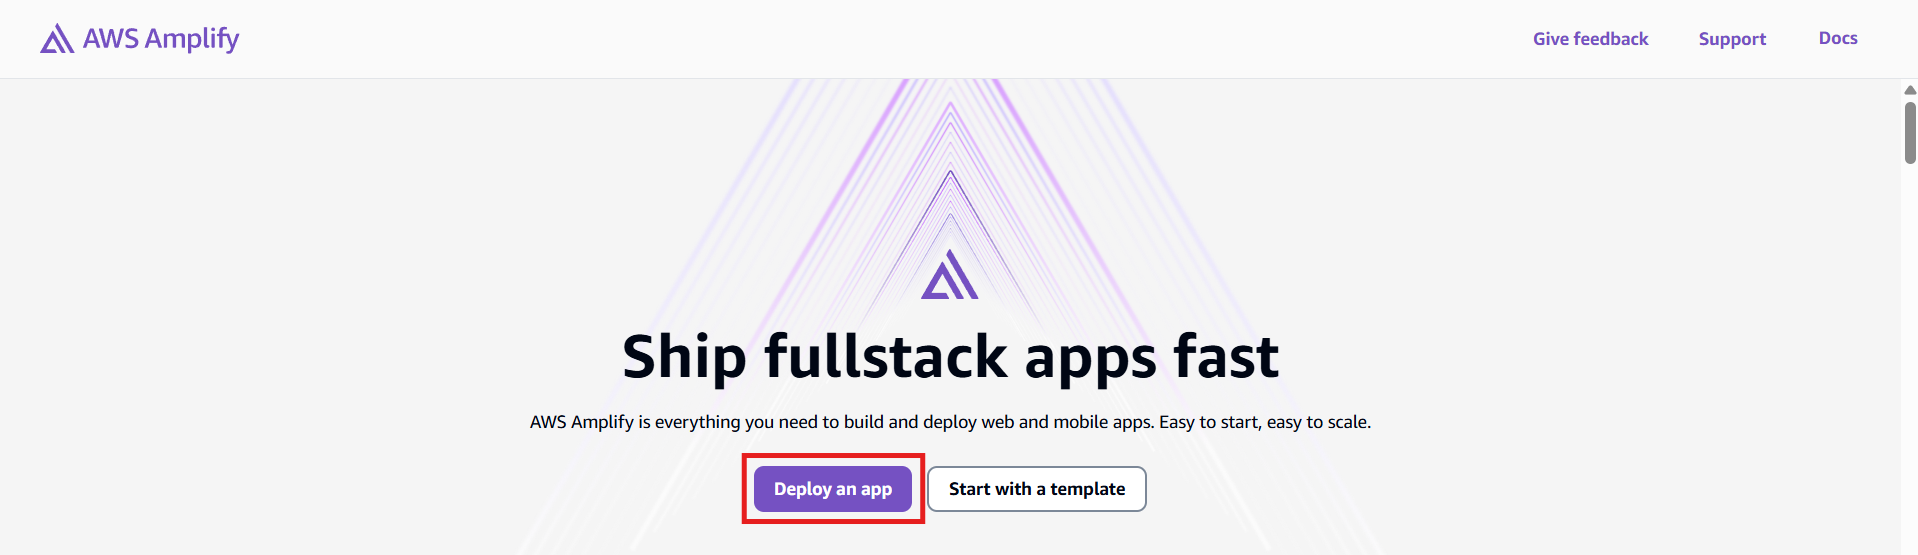 AWS Amplify
Give feedback
Support
Docs
Ship fullstack apps fast
AWS Amplify is everything you need to build and deploy web and mobile apps. Easy to start, easy to scale.
Deploy an app
Start with a template